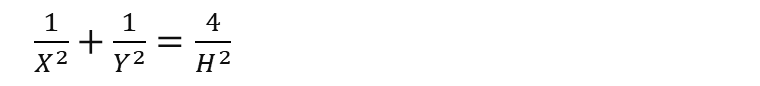 1/X² + 1/Y² = 4/H²